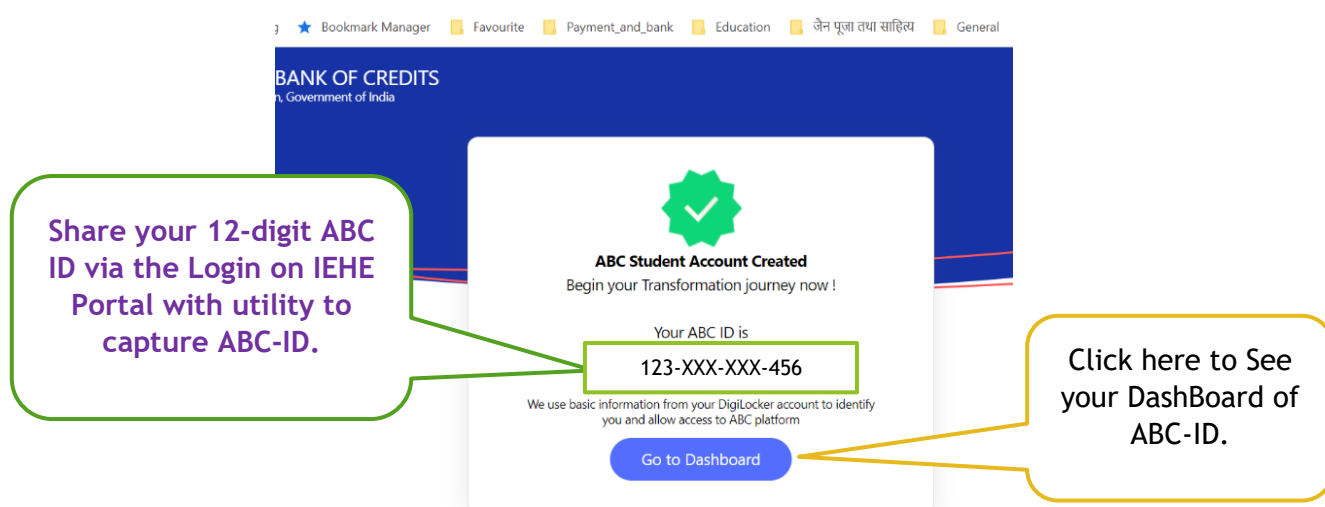 Bookmark Manager Favourite Payment_and_bank Education जैन पूजा तथा साहित्य General
BANK OF CREDITS
n, Government of India
Share your 12-digit ABC
ID via the Login on IEHE
Portal with utility to
capture ABC-ID.
ABC Student Account Created
Begin your Transformation journey now !
Your ABC ID is
123-XXX-XXX-456
We use basic information from your DigiLocker account to identify
you and allow access to ABC platform
Go to Dashboard
Click here to See
your DashBoard of
ABC-ID.